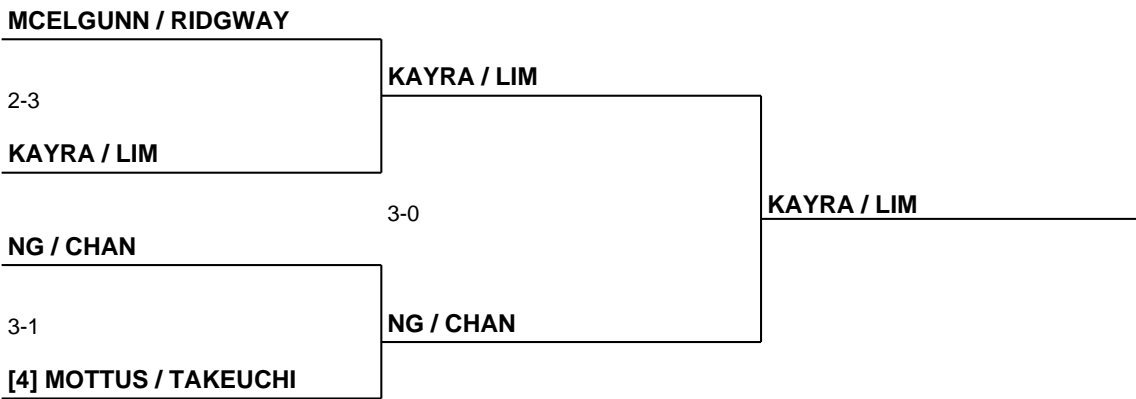 MCELGUNN / RIDGWAY
KAYRA / LIM
2-3
KAYRA / LIM
KAYRA / LIM
3-0
NG / CHAN
NG / CHAN
3-1
[4] MOTTUS / TAKEUCHI